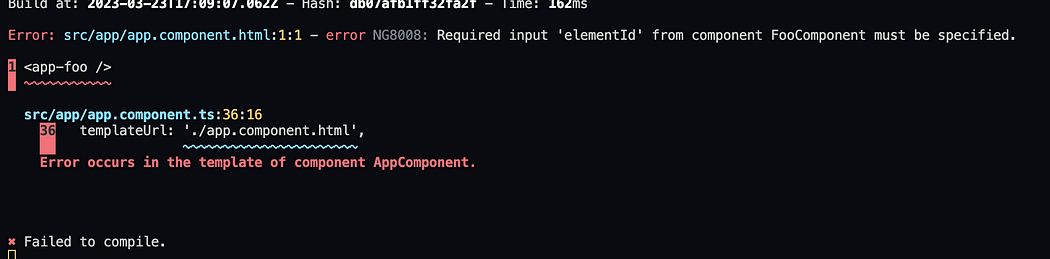 Build at: 2023-03-23T17:09:07.062Z - Hash: db07afb1ff32fa2f - Time: 162ms
Error: src/app/app.component.html:1:1 - error NG8008: Required input 'elementId' from component FooComponent must be specified.
1 <app-foo />
src/app/app.component.ts:36:16
36 templateUrl: './app.component.html',
Error occurs in the template of component AppComponent.
✖ Failed to compile.